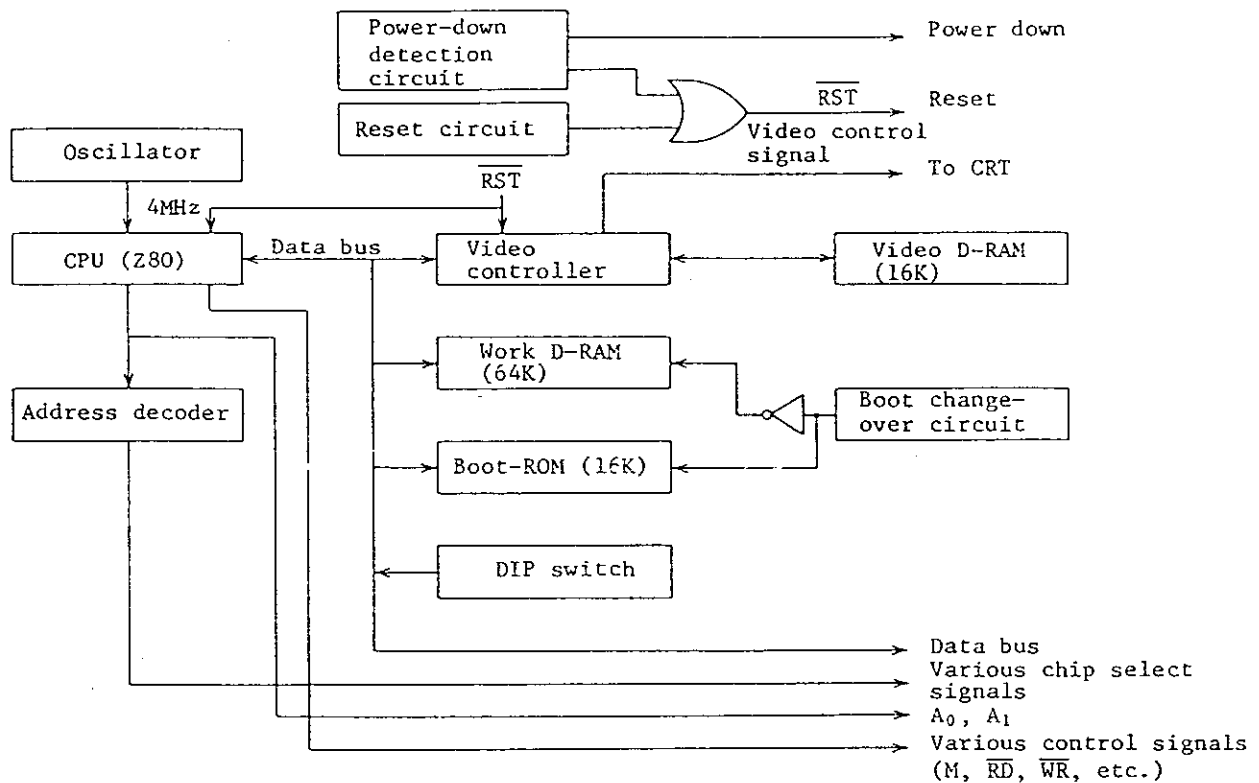 Power-down
detection
circuit
Power down
Reset circuit
RST
Reset
Video control
signal
To CRT
Oscillator
4MHz
RST
CPU (Z80)
Data bus
Video
controller
Video D-RAM
(16K)
Work D-RAM
(64K)
Address decoder
Boot change-
over circuit
Boot-ROM (16K)
DIP switch
Data bus
Various chip select
signals
A₀, A₁
Various control signals
(M, RD, WR, etc.)